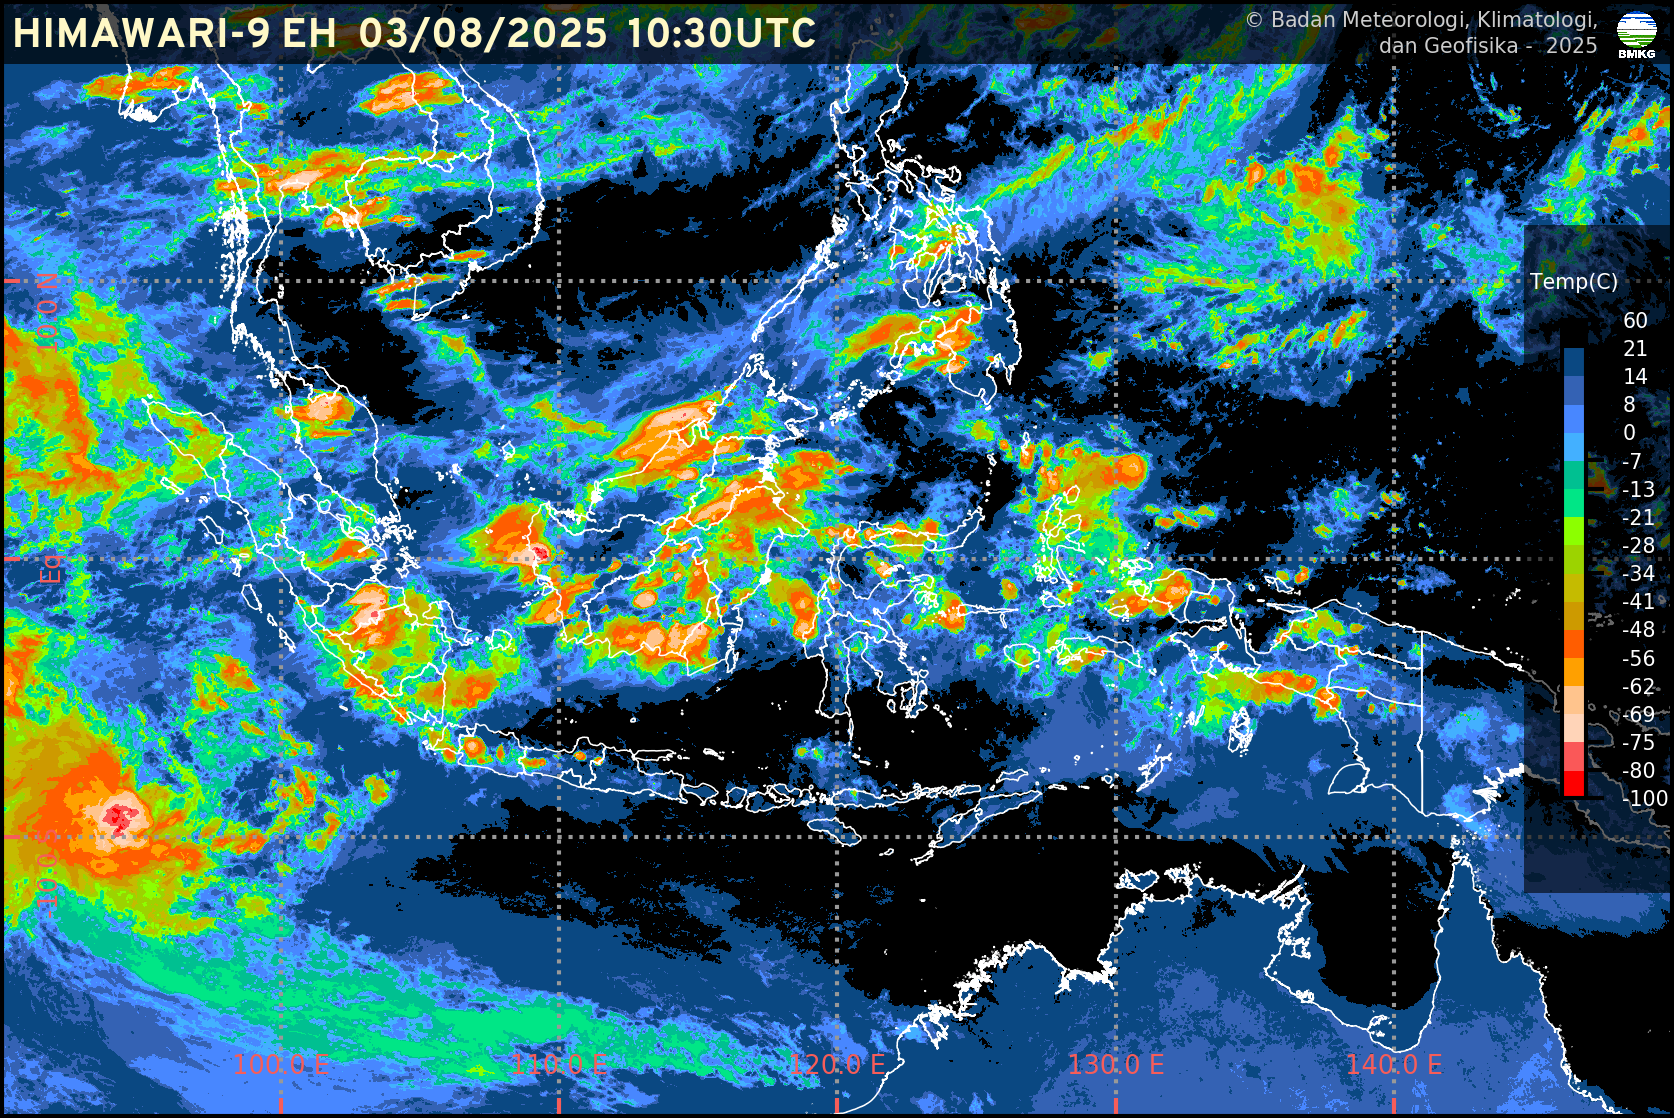 HIMAWARI-9 EH 03/08/2025 10:30UTC
© Badan Meteorologi, Klimatologi,
dan Geofisika - 2025
BMKG
Temp(C)
60
21
14
8
0
-7
-13
-21
-28
-34
-41
-48
-56
-62
-69
-75
-80
-100
10.0 N
Eq.
-10.0
100.0 E
110.0 E
120.0 E
130.0 E
140.0 E